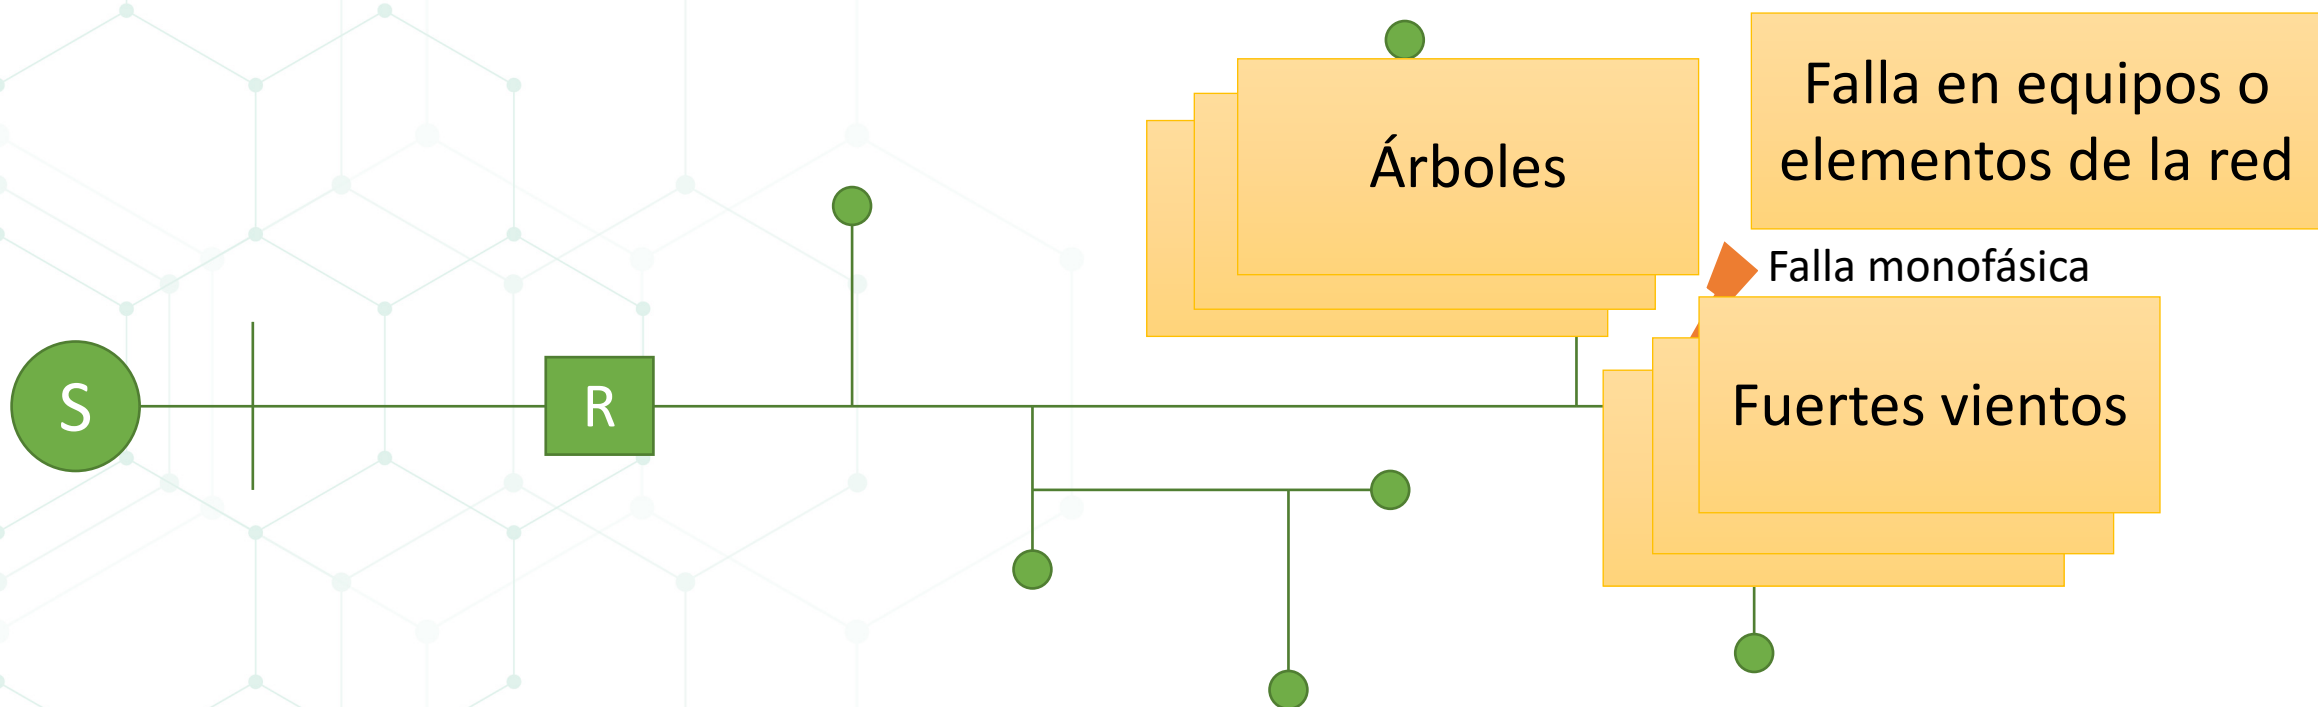 Falla en equipos o
elementos de la red
Árboles
Falla monofásica
S
R
Fuertes vientos